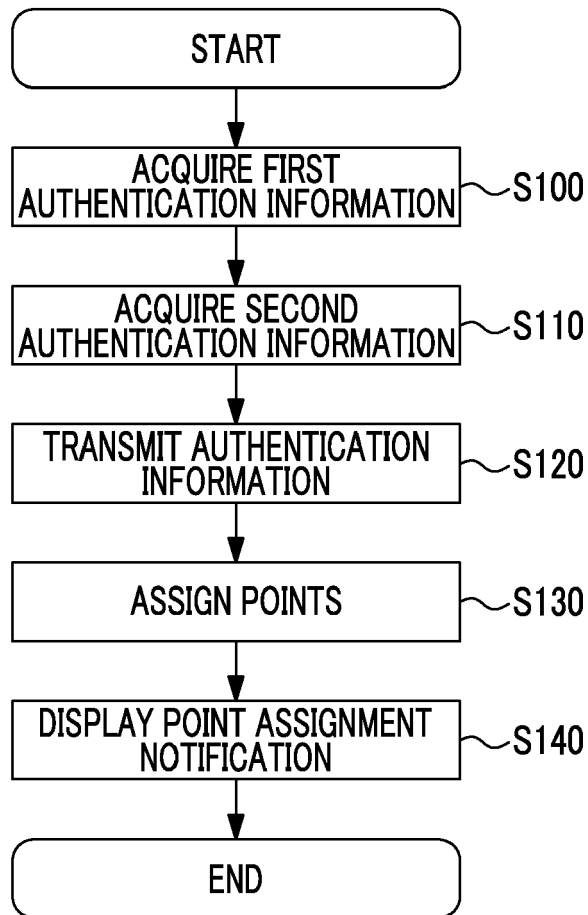 START
ACQUIRE FIRST
AUTHENTICATION INFORMATION
S100
ACQUIRE SECOND
AUTHENTICATION INFORMATION
S110
TRANSMIT AUTHENTICATION
INFORMATION
S120
ASSIGN POINTS
S130
DISPLAY POINT ASSIGNMENT
NOTIFICATION
S140
END